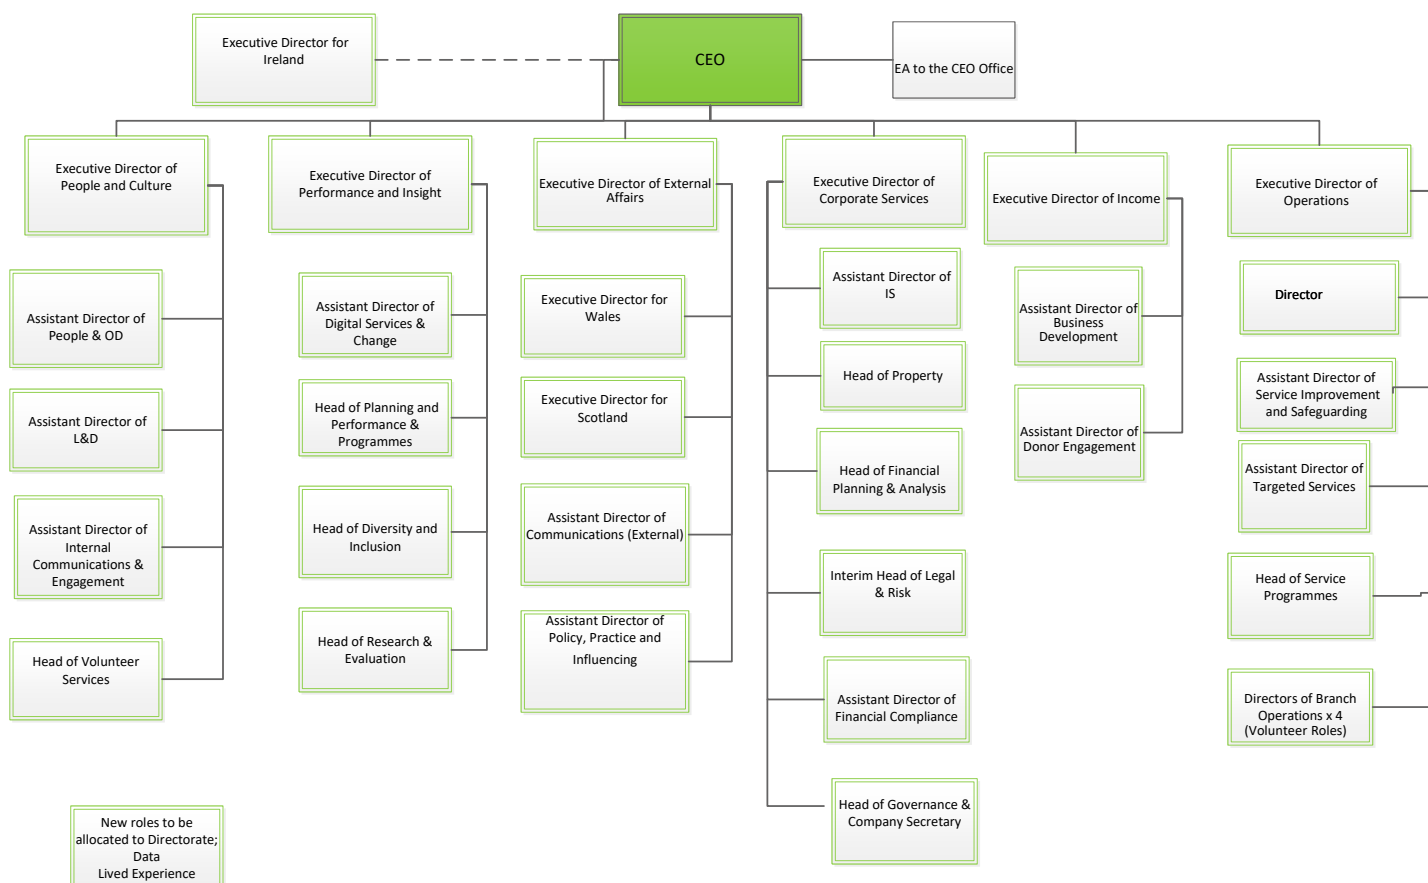 Executive Director for
Ireland
CEO
EA to the CEO Office
Executive Director of
People and Culture
Executive Director of
Performance and Insight
Executive Director of External
Affairs
Executive Director of
Corporate Services
Executive Director of Income
Executive Director of
Operations
Assistant Director of
People & OD
Assistant Director of
L&D
Assistant Director of
Internal
Communications &
Engagement
Head of Volunteer
Services
Assistant Director of
Digital Services &
Change
Head of Planning and
Performance &
Programmes
Head of Diversity and
Inclusion
Head of Research &
Evaluation
Executive Director for
Wales
Executive Director for
Scotland
Assistant Director of
Communications (External)
Assistant Director of
Policy, Practice and
Influencing
Assistant Director of
IS
Head of Property
Head of Financial
Planning & Analysis
Interim Head of Legal
& Risk
Assistant Director of
Financial Compliance
Head of Governance &
Company Secretary
Assistant Director of
Business
Development
Assistant Director of
Donor Engagement
Director
Assistant Director of
Service Improvement
and Safeguarding
Assistant Director of
Targeted Services
Head of Service
Programmes
Directors of Branch
Operations x 4
(Volunteer Roles)
New roles to be
allocated to Directorate;
Data
Lived Experience